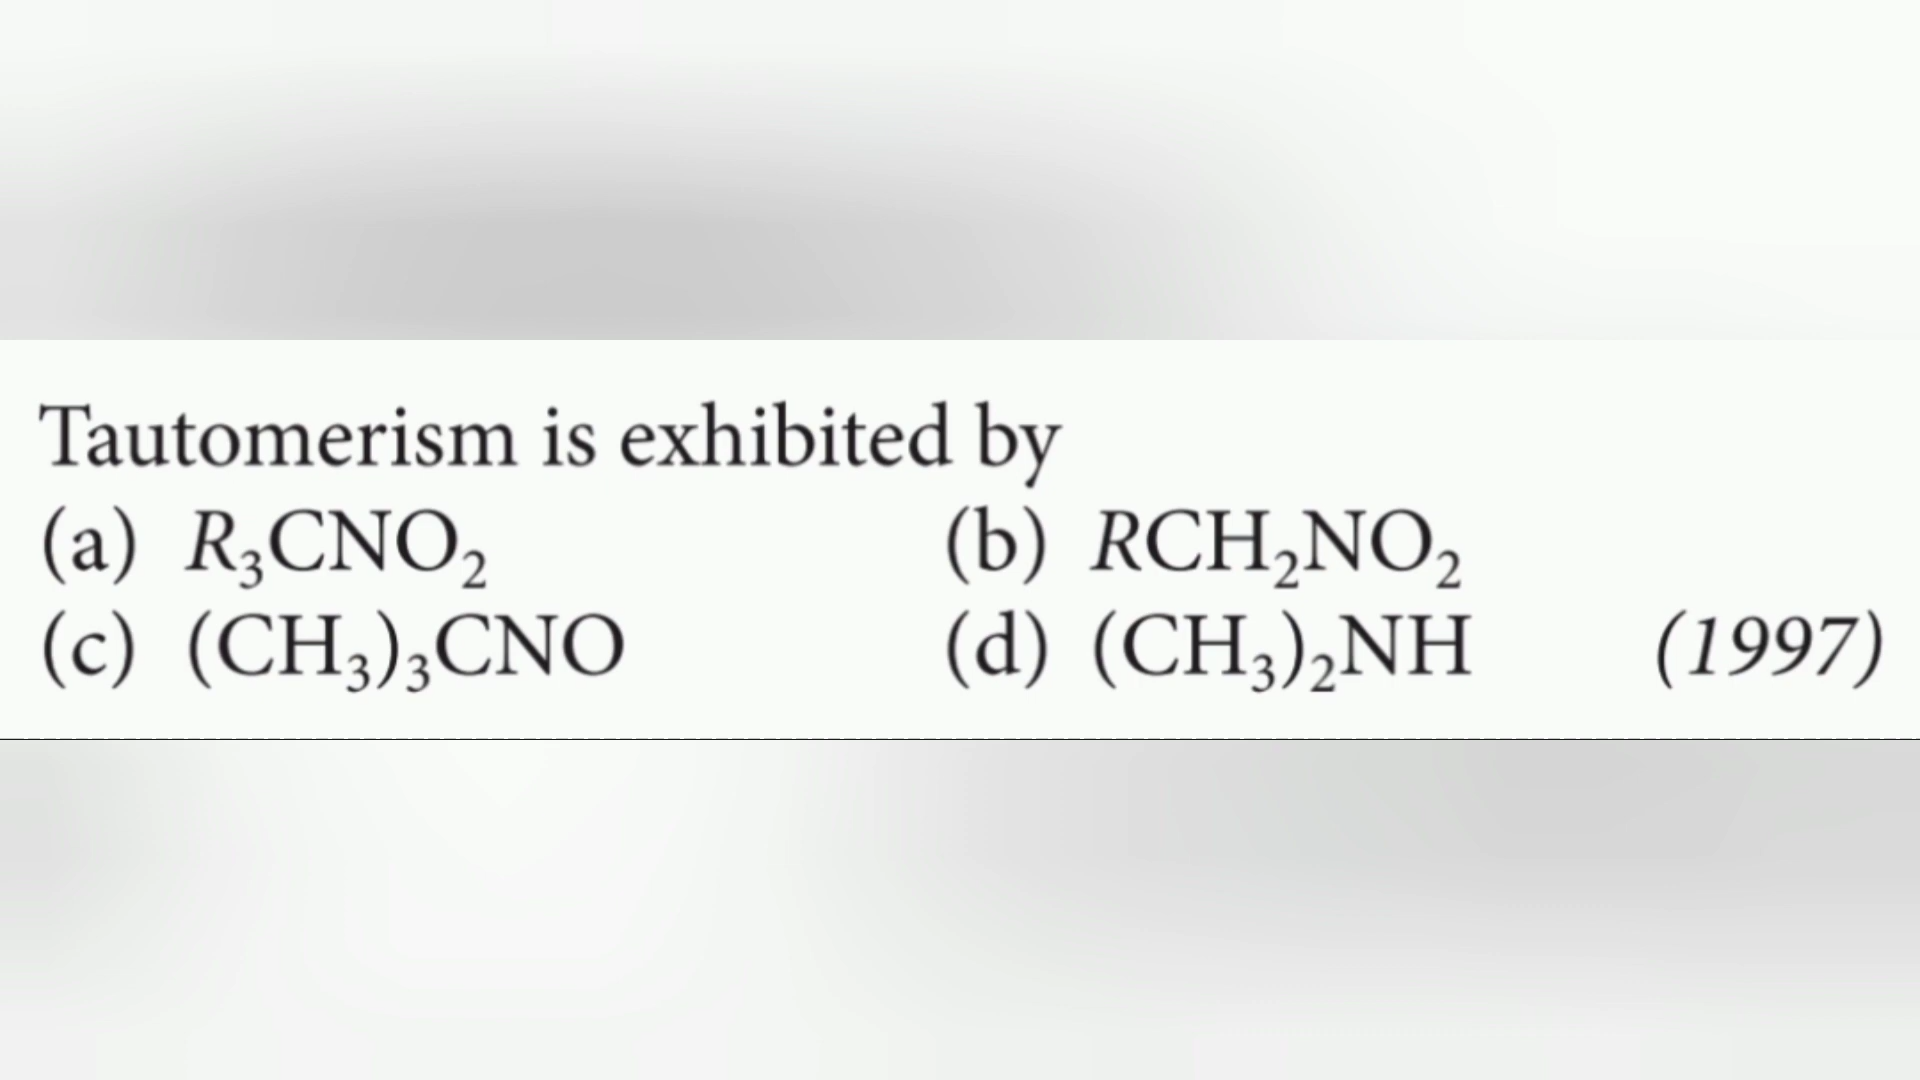 Tautomerism is exhibited by
(a) R₃CNO₂ (b) RCH₂NO₂
(c) (CH₃)₃CNO (d) (CH₃)₂NH (1997)